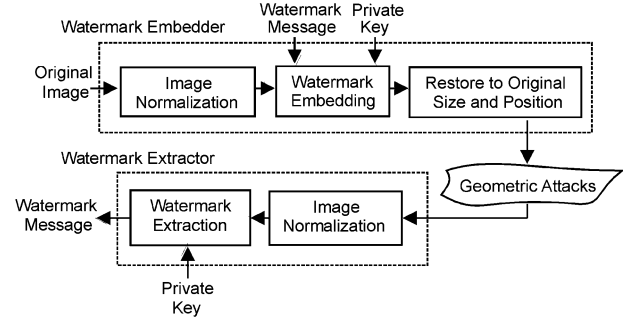 Watermark Embedder
Watermark
Message
Private
Key
Original
Image
Image
Normalization
Watermark
Embedding
Restore to Original
Size and Position
Watermark Extractor
Geometric Attacks
Watermark
Message
Watermark
Extraction
Image
Normalization
Private
Key